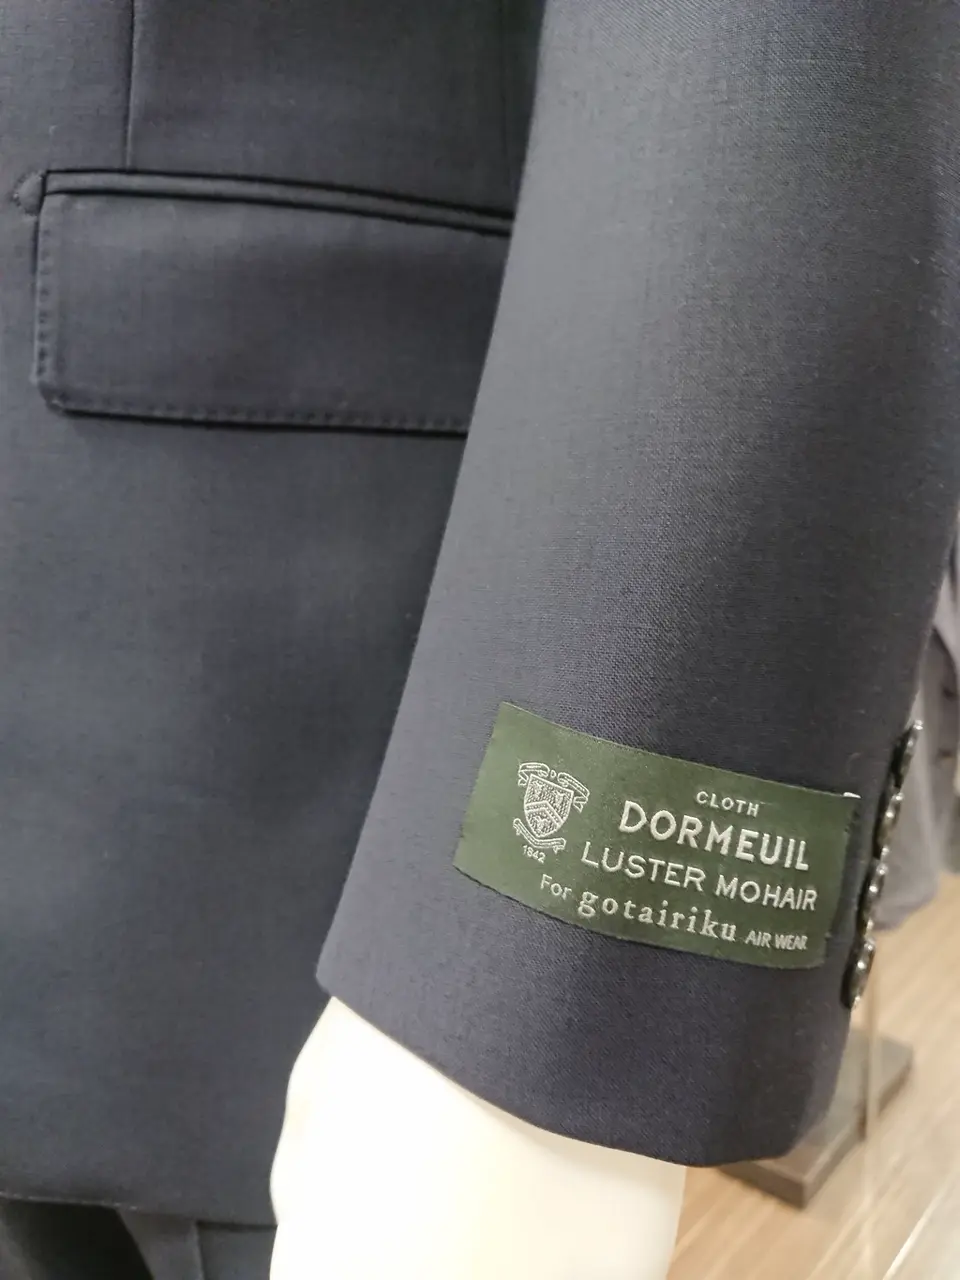 CLOTH
DORMEUIL
LUSTER MOHAIR
For gotairiku AIR WEAR
1842